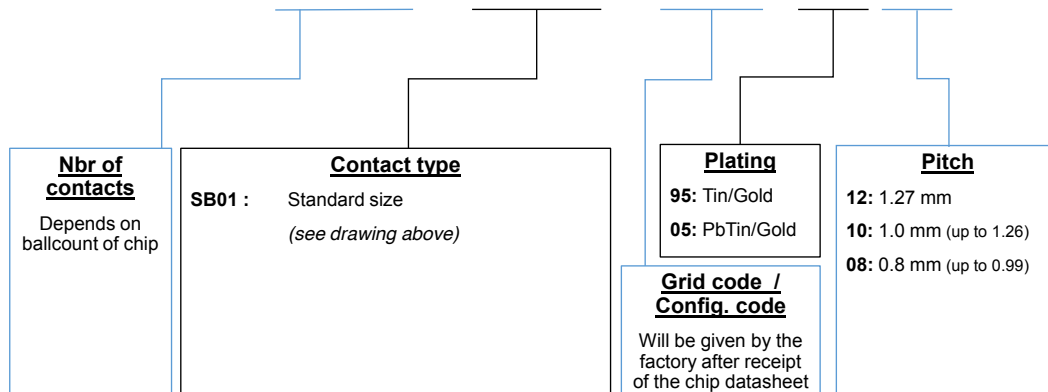 Nbr of
contacts
Depends on
ballcount of chip
Contact type
SB01 : Standard size
(see drawing above)
Plating
95: Tin/Gold
05: PbTin/Gold
Grid code /
Config. code
Will be given by the
factory after receipt
of the chip datasheet
Pitch
12: 1.27 mm
10: 1.0 mm (up to 1.26)
08: 0.8 mm (up to 0.99)